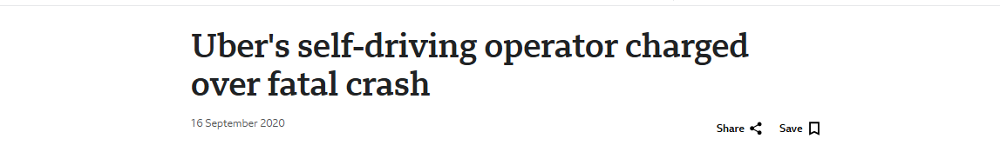 Uber's self-driving operator charged
over fatal crash
16 September 2020
Share
Save